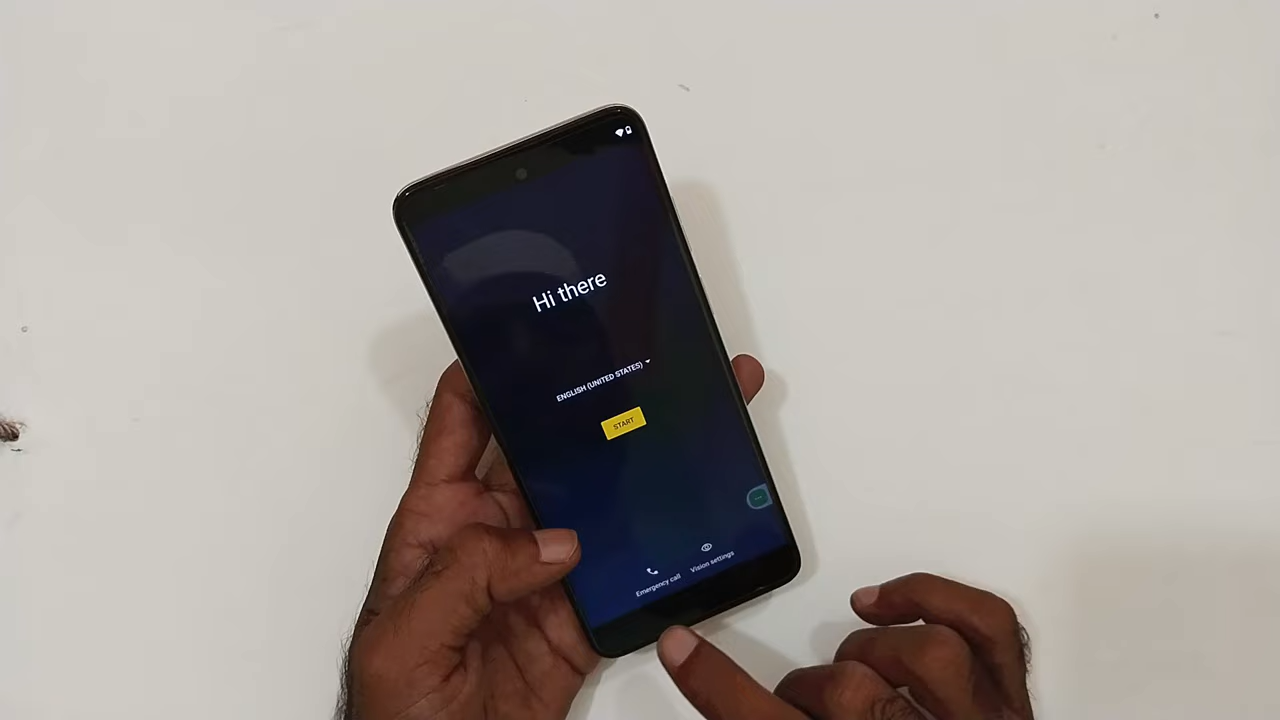 Hi there
ENGLISH (UNITED STATES)
START
Emergency call
Vision settings